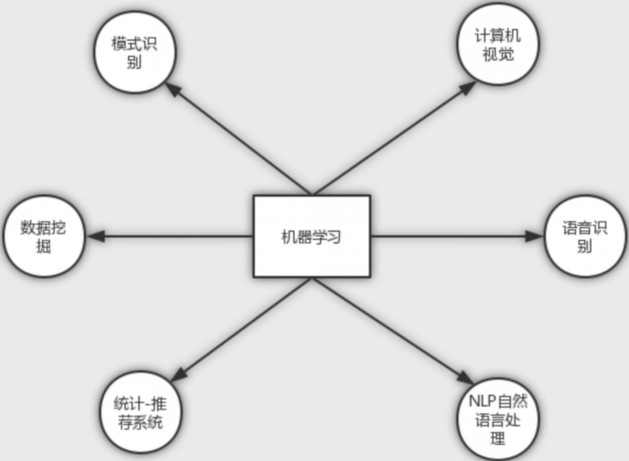 模式识
别
计算机
视觉
数据挖
掘
机器学习
语音识
别
统计-推
荐系统
NLP自然
语言处
理